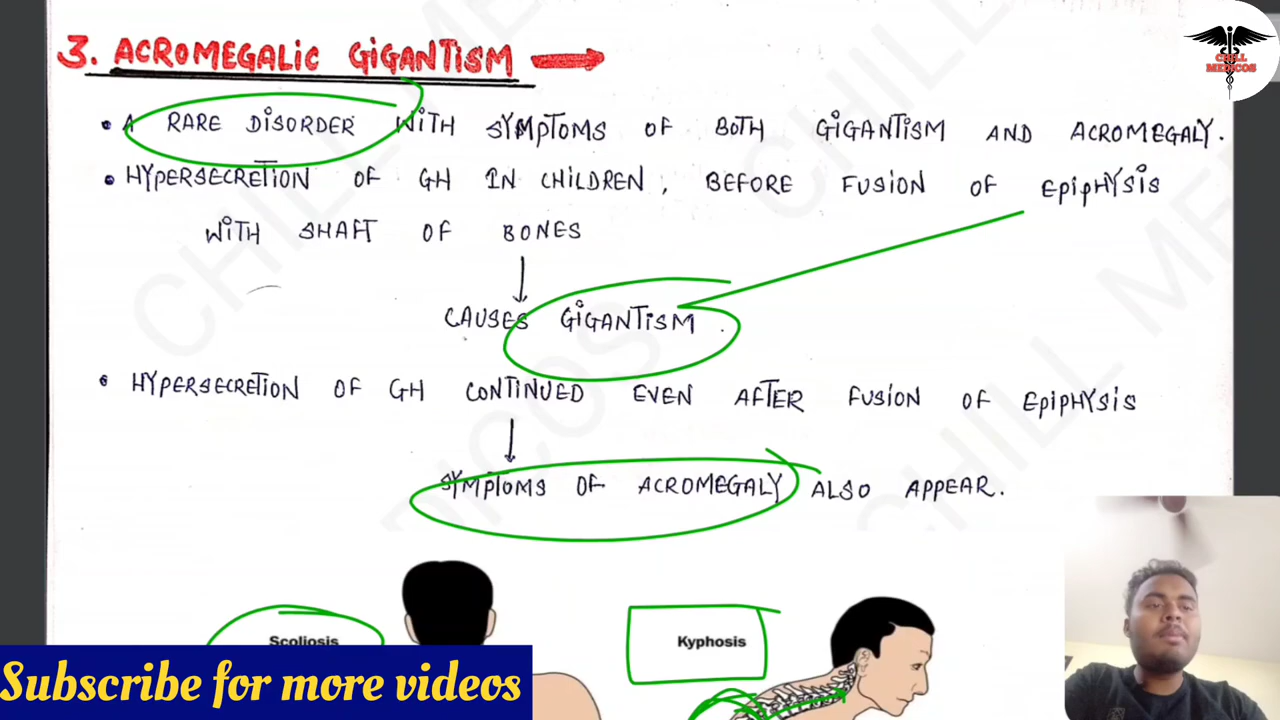 3. ACROMEGALIC GIGANTISM
CHILL
MEDICOS
• A RARE DISORDER WITH SYMPTOMS OF BOTH GIGANTISM AND ACROMEGALY.
• HYPERSECRETION OF GH IN CHILDREN, BEFORE FUSION OF EPIPHYSIS
WITH SHAFT OF BONES
CAUSES GIGANTISM.
• HYPERSECRETION OF GH CONTINUED EVEN AFTER FUSION OF EPIPHYSIS
SYMPTOMS OF ACROMEGALY ALSO APPEAR.
Scoliosis
Kyphosis
Subscribe for more videos